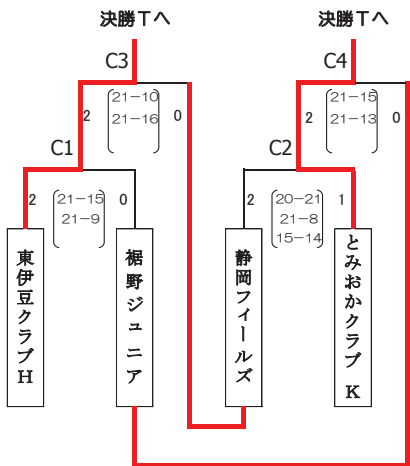 決勝Tへ 決勝Tへ
C3 C4
2 21-10 0 2 21-15 0
21-16 21-13
C1 C2
2 21-15 0 2 20-21 1
21-9 21-8
15-14
東伊豆クラブH
裾野ジュニア
静岡フィールズ
とみおかクラブK